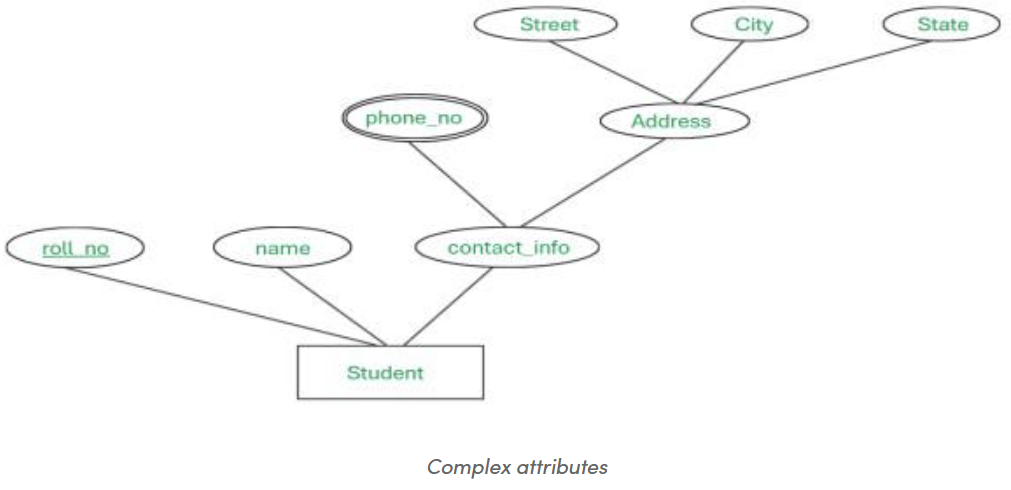 Street City State
phone_no Address
roll_no name contact_info
Student
Complex attributes